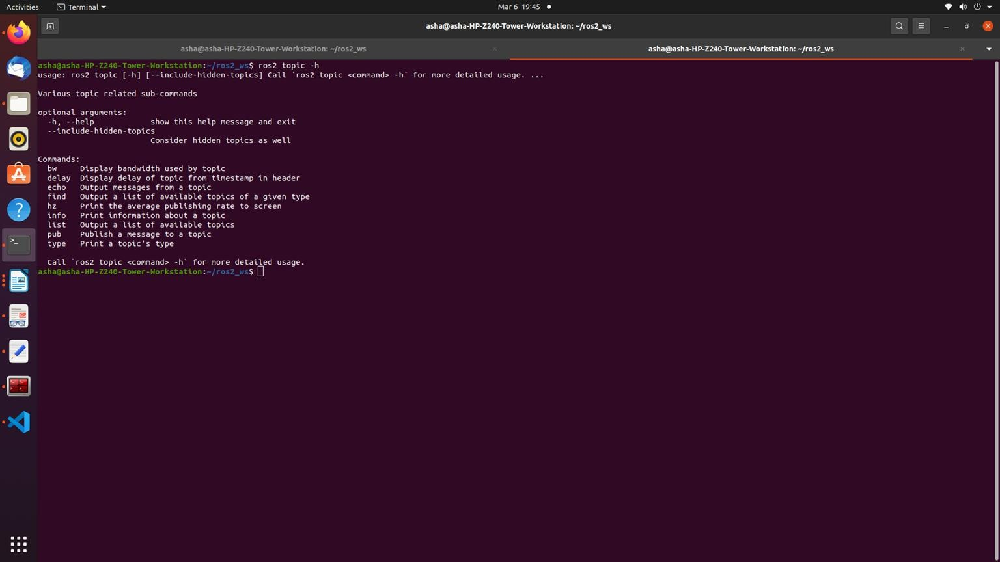 Activities
Terminal
Mar 6 19:45
asha@asha-HP-Z240-Tower-Workstation: ~/ros2_ws
asha@asha-HP-Z240-Tower-Workstation: ~/ros2_ws
asha@asha-HP-Z240-Tower-Workstation: ~/ros2_ws
asha@asha-HP-Z240-Tower-Workstation:~/ros2_ws$ ros2 topic -h
usage: ros2 topic [-h] [--include-hidden-topics] Call `ros2 topic <command> -h` for more detailed usage. ...
Various topic related sub-commands
optional arguments:
-h, --help            show this help message and exit
--include-hidden-topics
Consider hidden topics as well
Commands:
bw     Display bandwidth used by topic
delay  Display delay of topic from timestamp in header
echo   Output messages from a topic
find   Output a list of available topics of a given type
hz     Print the average publishing rate to screen
info   Print information about a topic
list   Output a list of available topics
pub    Publish a message to a topic
type   Print a topic's type
Call `ros2 topic <command> -h` for more detailed usage.
asha@asha-HP-Z240-Tower-Workstation:~/ros2_ws$